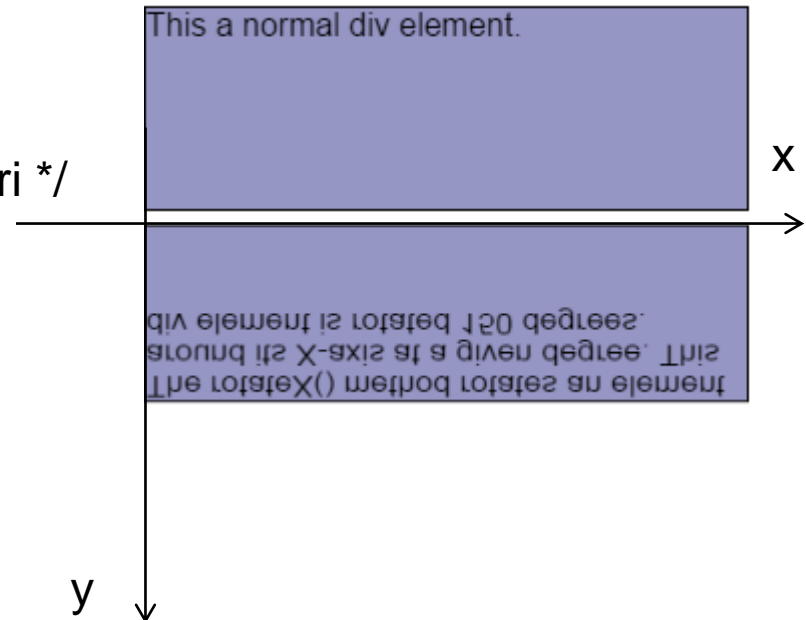 This a normal div element.
x
ri */
The rotateX() method rotates an element
around its X-axis at a given degree. This
div element is rotated 150 degrees.
y